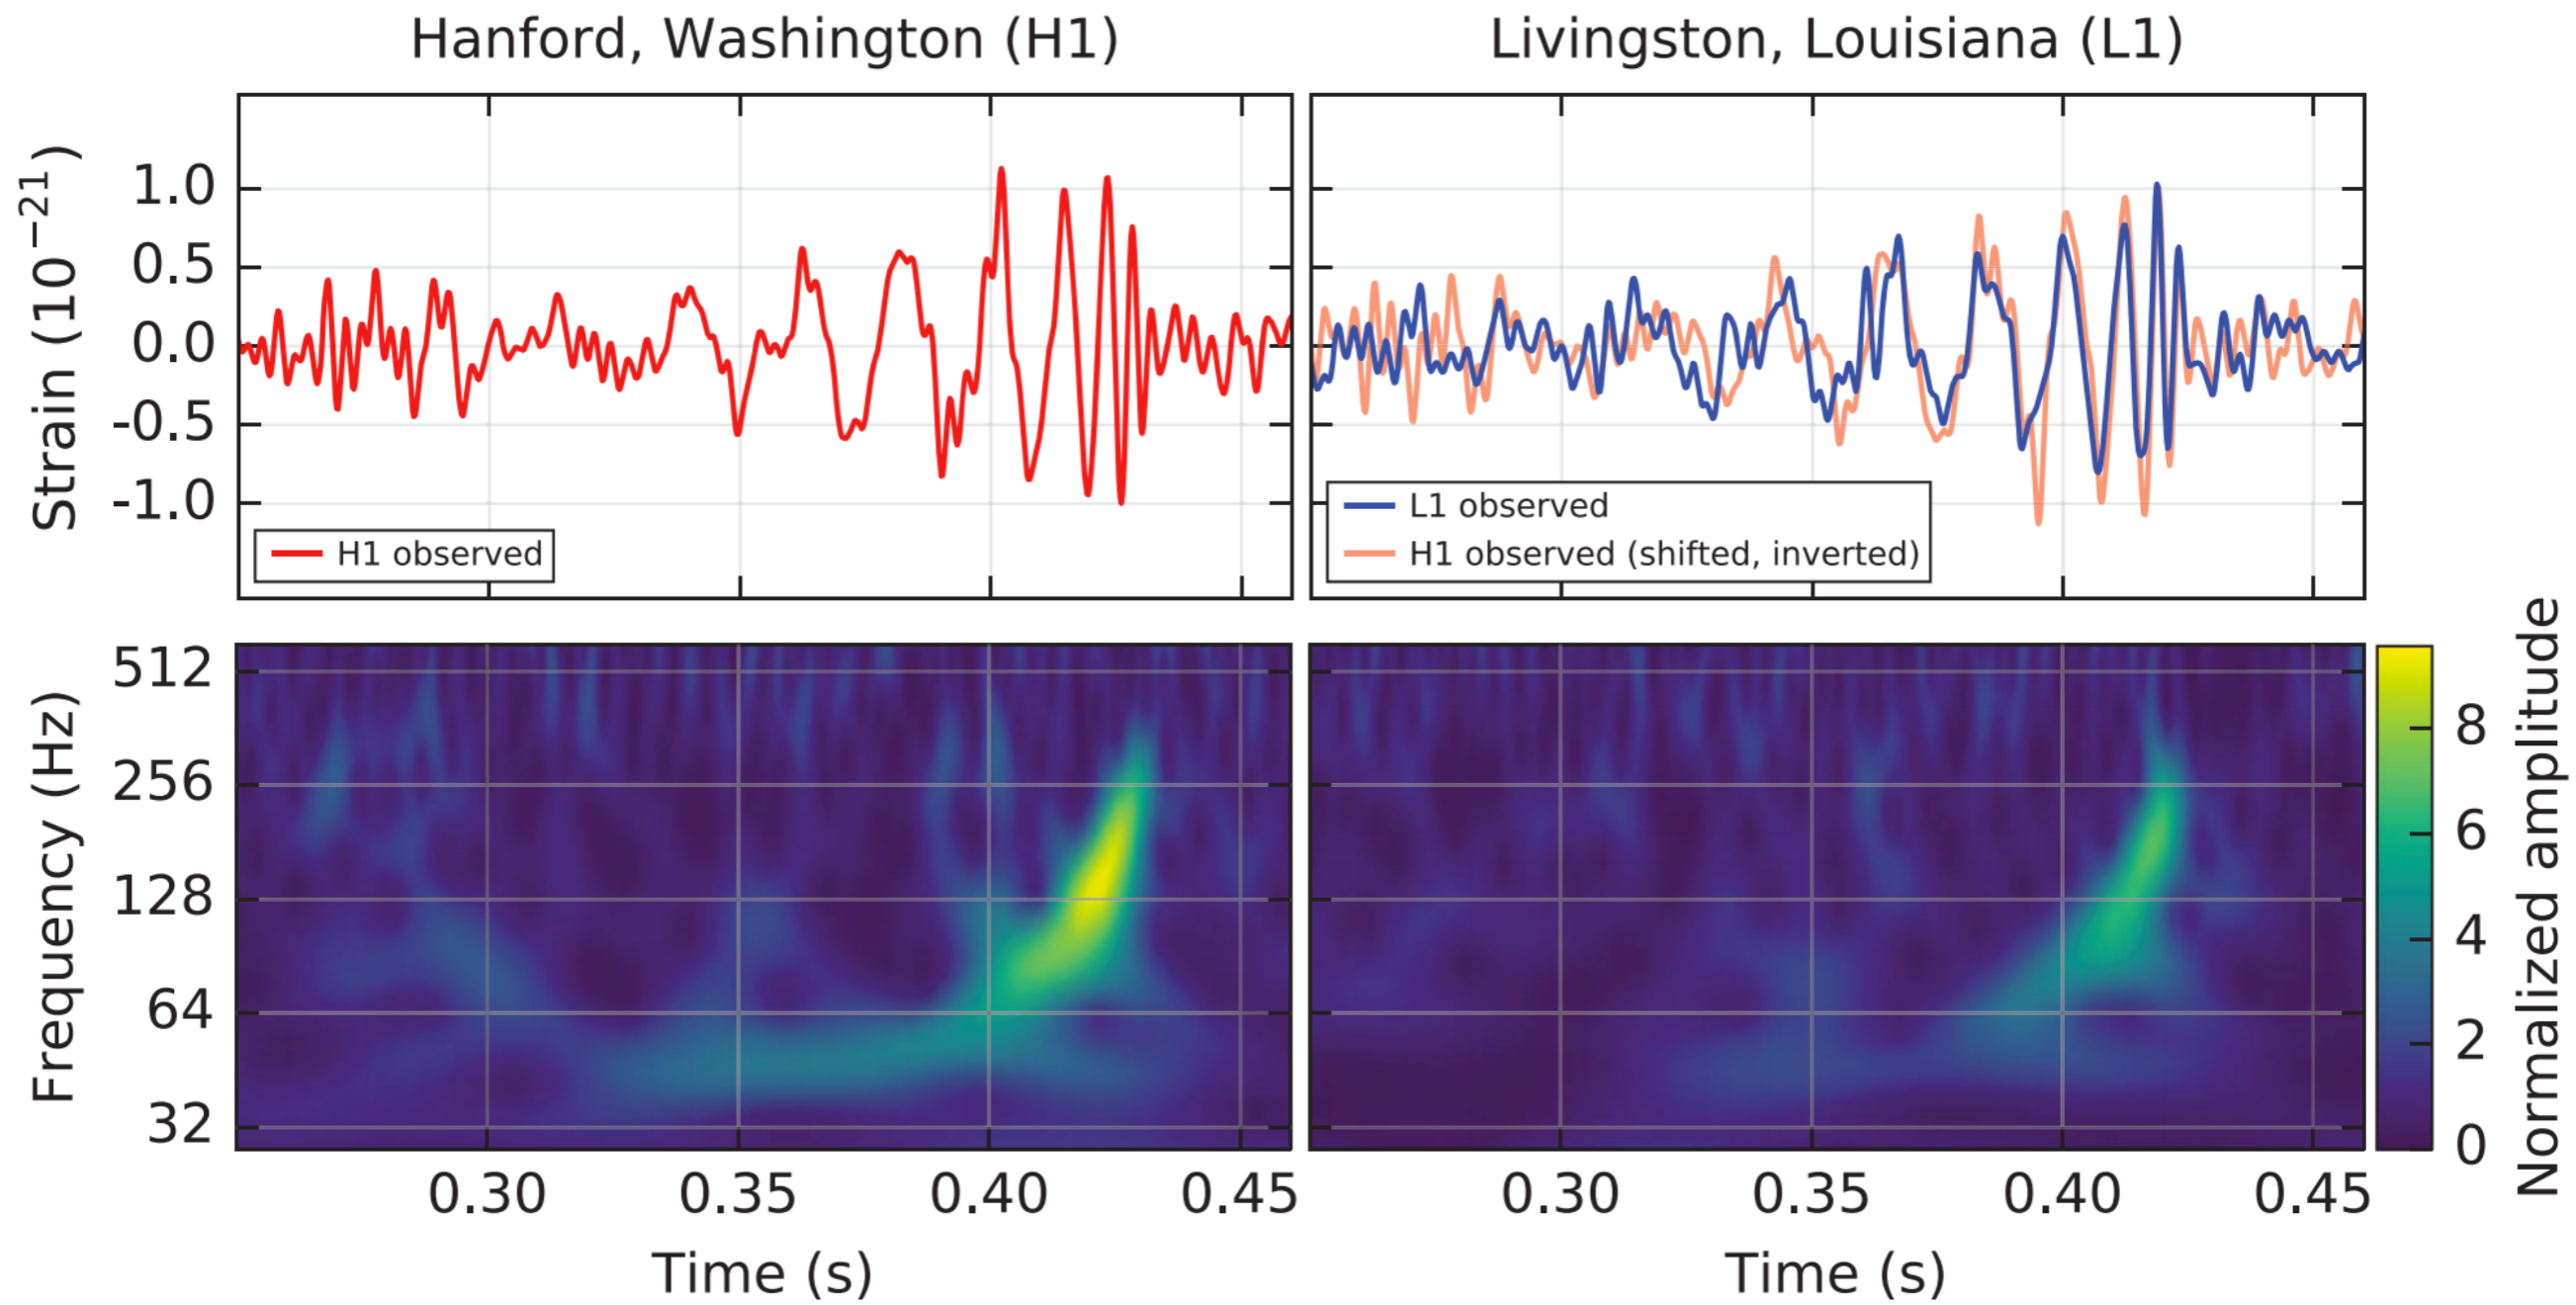 Hanford, Washington (H1)
Livingston, Louisiana (L1)
Strain (10⁻²¹)
1.0
0.5
0.0
-0.5
-1.0
H1 observed
L1 observed
H1 observed (shifted, inverted)
Frequency (Hz)
512
256
128
64
32
0.30 0.35 0.40 0.45
Time (s)
0.30 0.35 0.40 0.45
Time (s)
8
6
4
2
0
Normalized amplitude